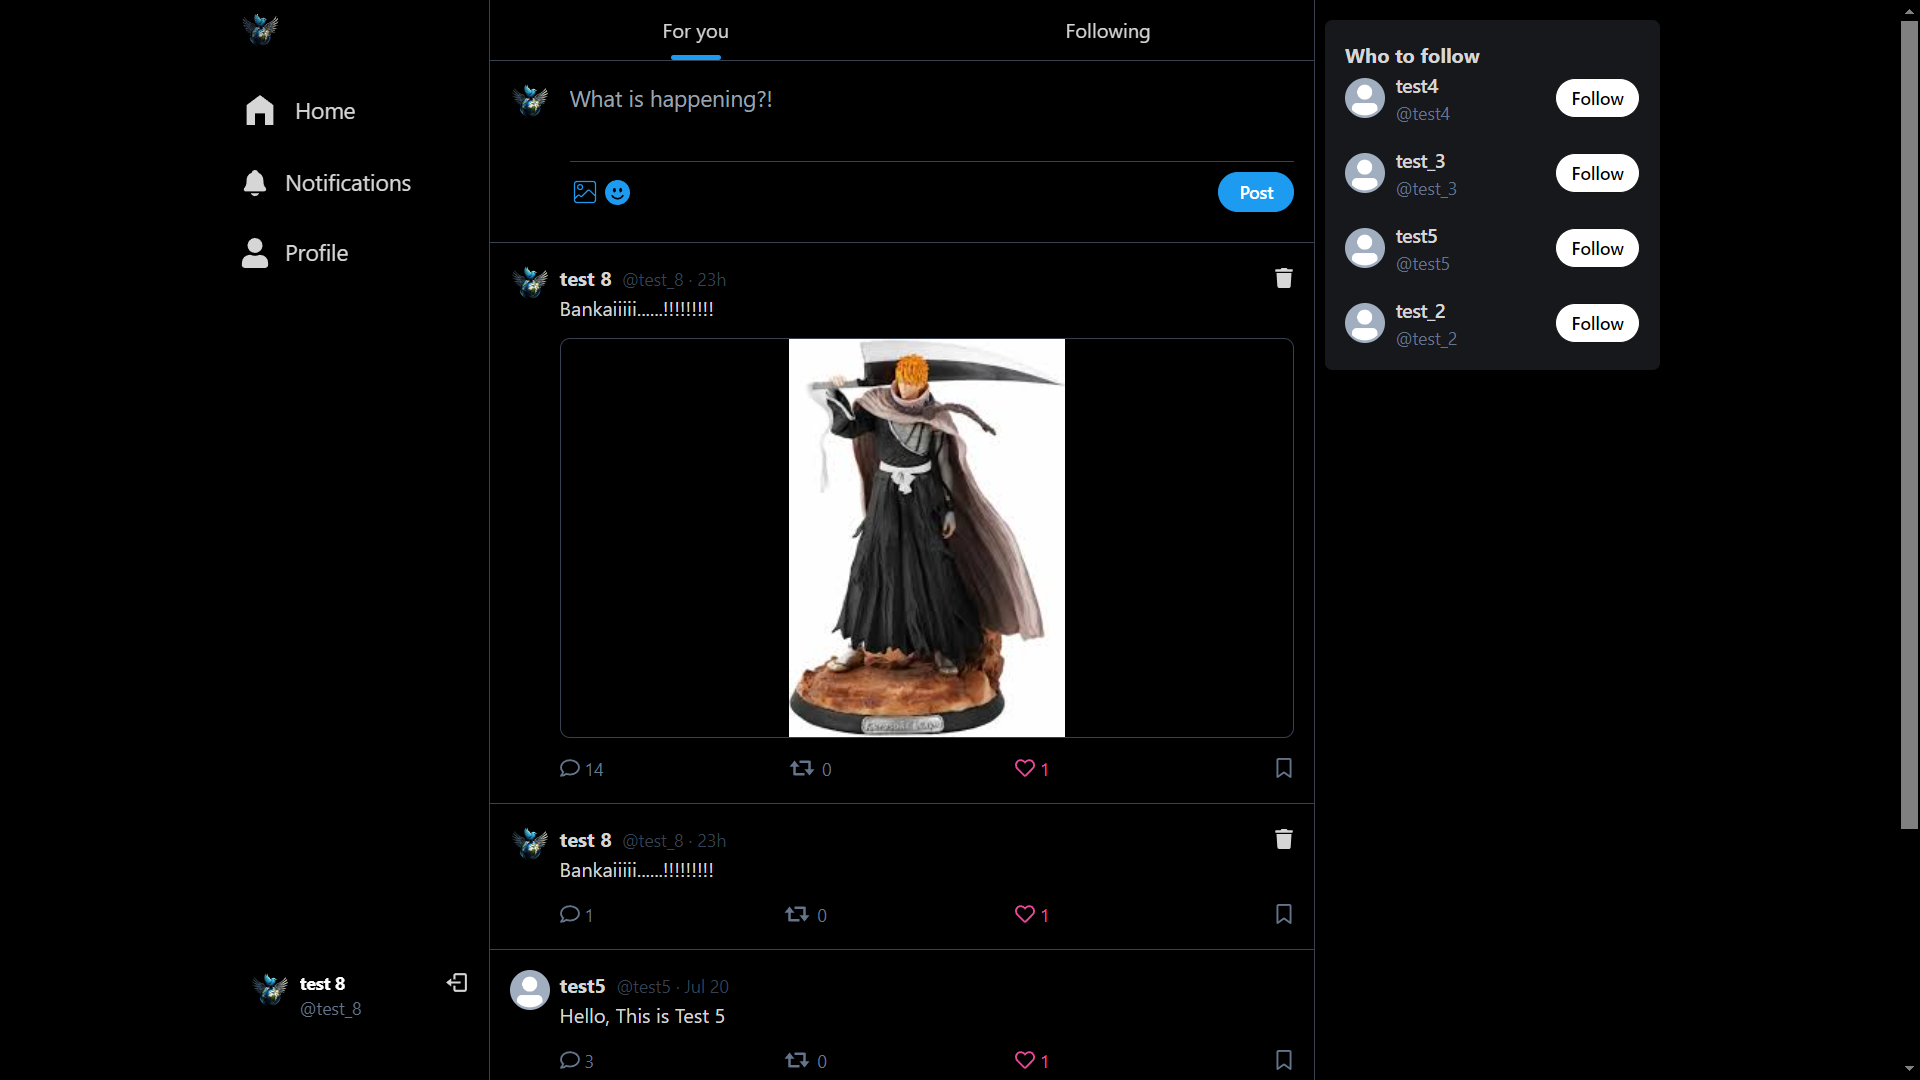 Home
Notifications
Profile
test 8
@test_8
For you
Following
What is happening?!
Post
test 8 @test_8 · 23h
Bankaiiiii......!!!!!!!!!
14
0
1
test 8 @test_8 · 23h
Bankaiiiii......!!!!!!!!!
1
0
1
test5 @test5 · Jul 20
Hello, This is Test 5
3
0
1
Who to follow
test4
@test4
Follow
test_3
@test_3
Follow
test5
@test5
Follow
test_2
@test_2
Follow